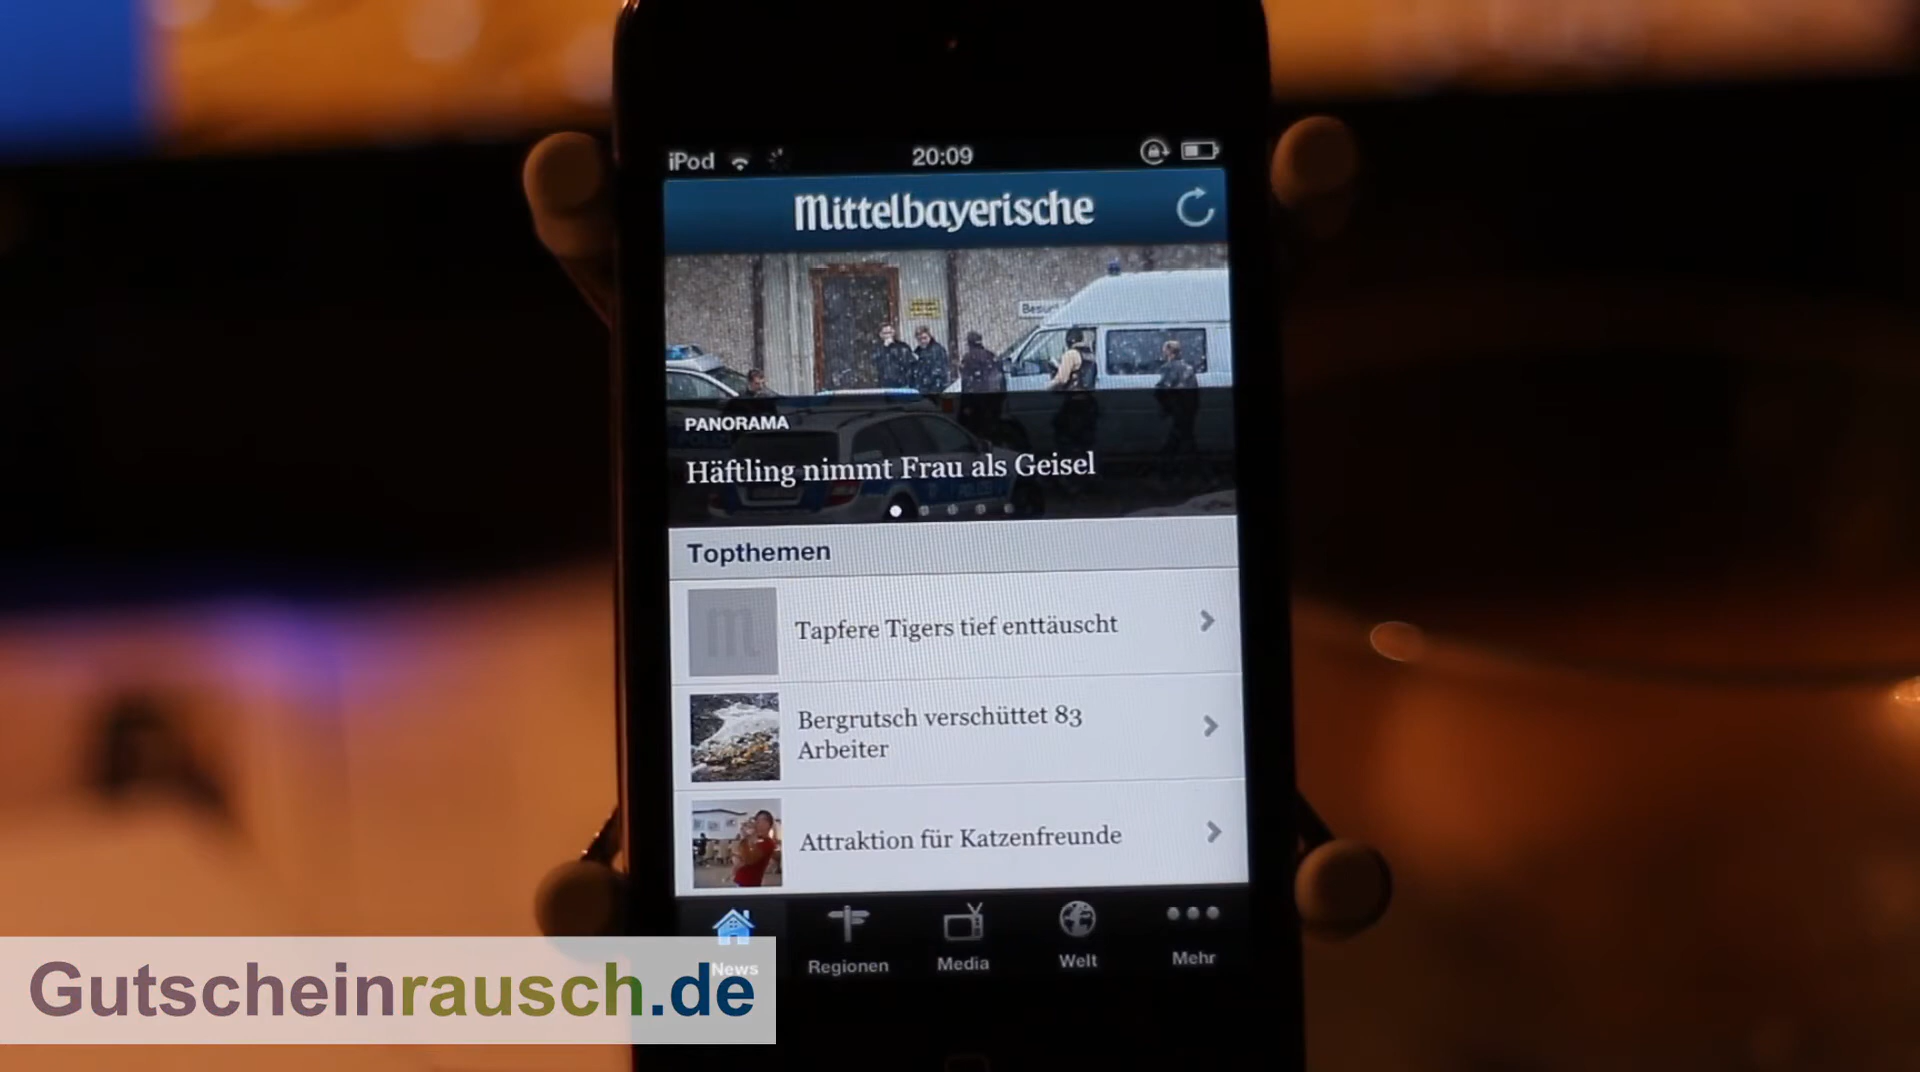 iPod
20:09
Mittelbayerische
PANORAMA
Häftling nimmt Frau als Geisel
Topthemen
Tapfere Tigers tief enttäuscht
Bergrutsch verschüttet 83
Arbeiter
Attraktion für Katzenfreunde
News
Regionen
Media
Welt
Mehr
Gutscheinrausch.de